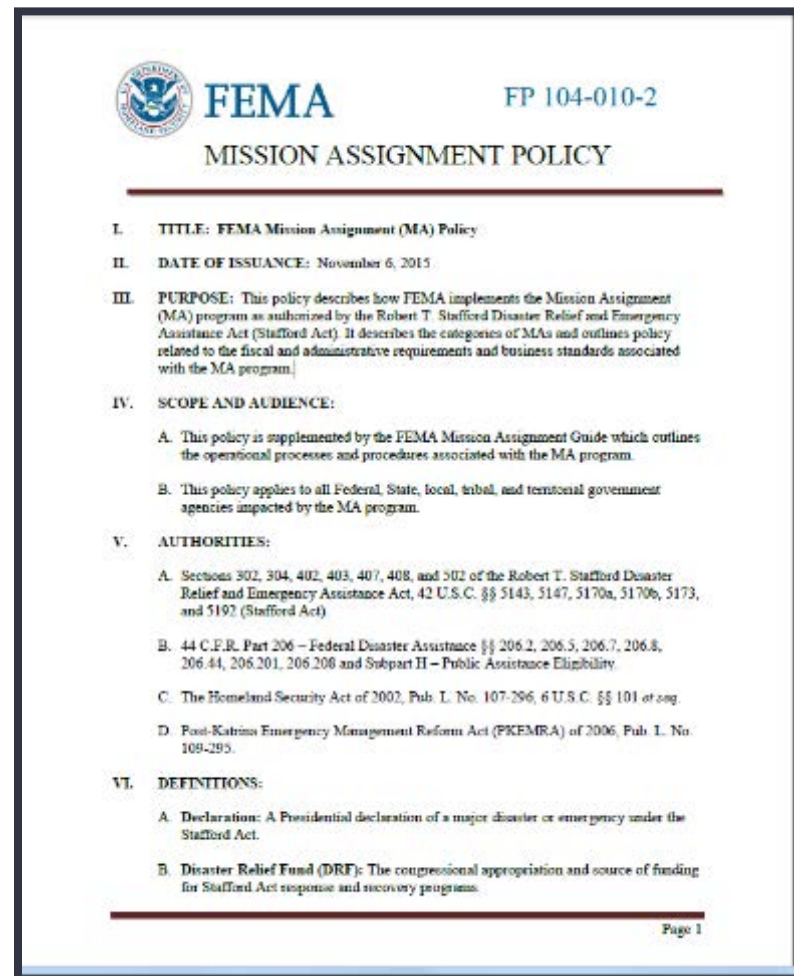 FEMA
FP 104-010-2
MISSION ASSIGNMENT POLICY
I. TITLE: FEMA Mission Assignment (MA) Policy
II. DATE OF ISSUANCE: November 6, 2015
III. PURPOSE: This policy describes how FEMA implements the Mission Assignment
(MA) program as authorized by the Robert T. Stafford Disaster Relief and Emergency
Assistance Act (Stafford Act). It describes the categories of MAs and outlines policy
related to the fiscal and administrative requirements and business standards associated
with the MA program.
IV. SCOPE AND AUDIENCE:
A. This policy is supplemented by the FEMA Mission Assignment Guide which outlines
the operational processes and procedures associated with the MA program.
B. This policy applies to all Federal, State, local, tribal, and territorial government
agencies impacted by the MA program.
V. AUTHORITIES:
A. Sections 302, 304, 402, 403, 407, 408, and 502 of the Robert T. Stafford Disaster
Relief and Emergency Assistance Act, 42 U.S.C. §§ 5143, 5147, 5170a, 5170b, 5173,
and 5192 (Stafford Act)
B. 44 C.F.R. Part 206 – Federal Disaster Assistance §§ 206.2, 206.5, 206.7, 206.8,
206.44, 206.201, 206.208 and Subpart H – Public Assistance Eligibility.
C. The Homeland Security Act of 2002, Pub. L. No. 107-296, 6 U.S.C. §§ 101 et seq.
D. Post-Katrina Emergency Management Reform Act (PKEMRA) of 2006, Pub. L. No.
109-295.
VI. DEFINITIONS:
A. Declaration: A Presidential declaration of a major disaster or emergency under the
Stafford Act.
B. Disaster Relief Fund (DRF): The congressional appropriation and source of funding
for Stafford Act response and recovery programs.
Page 1